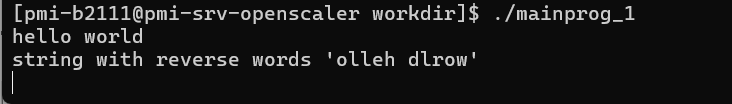 [pmi-b2111@pmi-srv-openscaler workdir]$ ./mainprog_1
hello world
string with reverse words 'olleh dlrow'